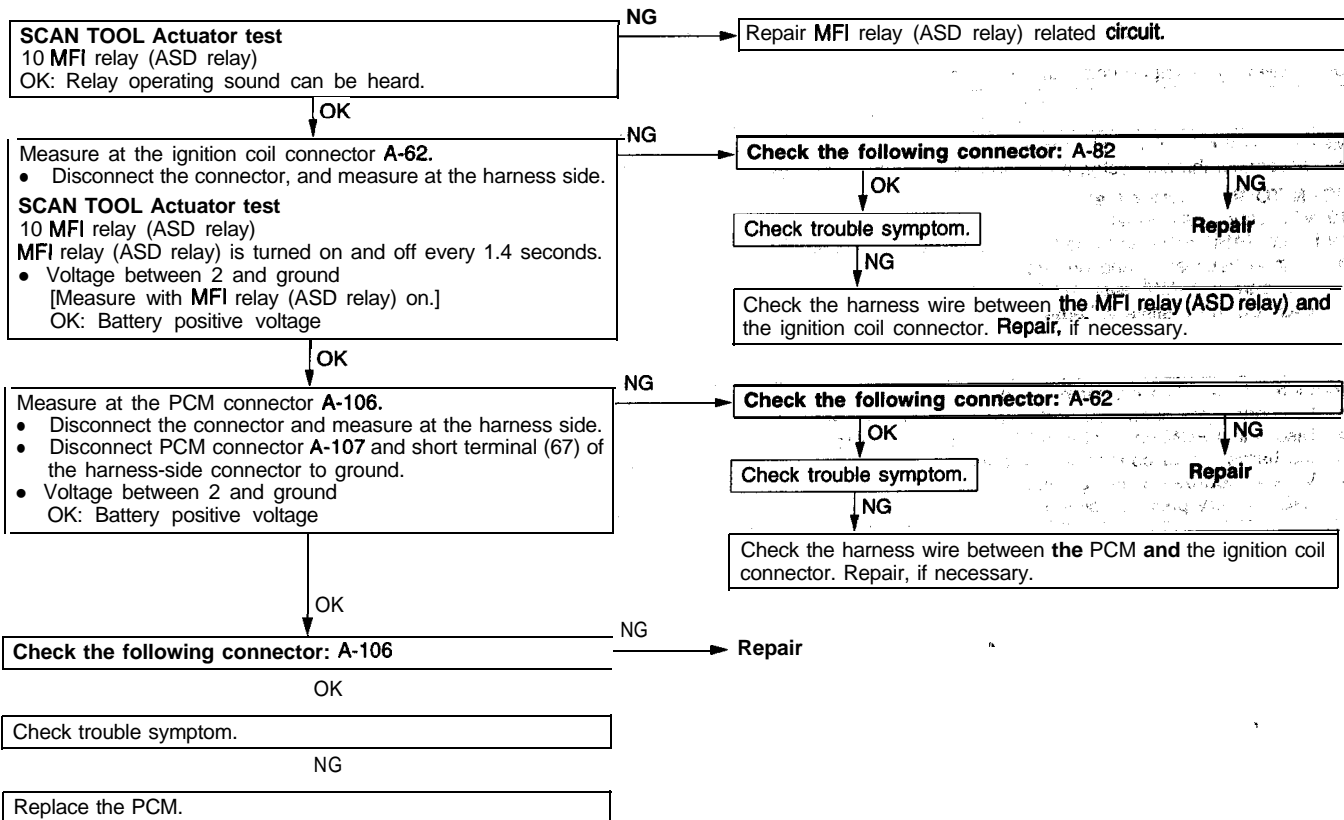 SCAN TOOL Actuator test
10 MFI relay (ASD relay)
OK: Relay operating sound can be heard.
NG
Repair MFI relay (ASD relay) related circuit.
OK
Measure at the ignition coil connector A-62.
• Disconnect the connector, and measure at the harness side.
SCAN TOOL Actuator test
10 MFI relay (ASD relay)
MFI relay (ASD relay) is turned on and off every 1.4 seconds.
• Voltage between 2 and ground
[Measure with MFI relay (ASD relay) on.]
OK: Battery positive voltage
NG
Check the following connector: A-82
OK
NG
Check trouble symptom.
Repair
NG
Check the harness wire between the MFI relay (ASD relay) and
the ignition coil connector. Repair, if necessary.
OK
Measure at the PCM connector A-106.
• Disconnect the connector and measure at the harness side.
• Disconnect PCM connector A-107 and short terminal (67) of
the harness-side connector to ground.
• Voltage between 2 and ground
OK: Battery positive voltage
NG
Check the following connector: A-62
OK
NG
Check trouble symptom.
Repair
NG
Check the harness wire between the PCM and the ignition coil
connector. Repair, if necessary.
OK
Check the following connector: A-106
NG
Repair
OK
Check trouble symptom.
NG
Replace the PCM.